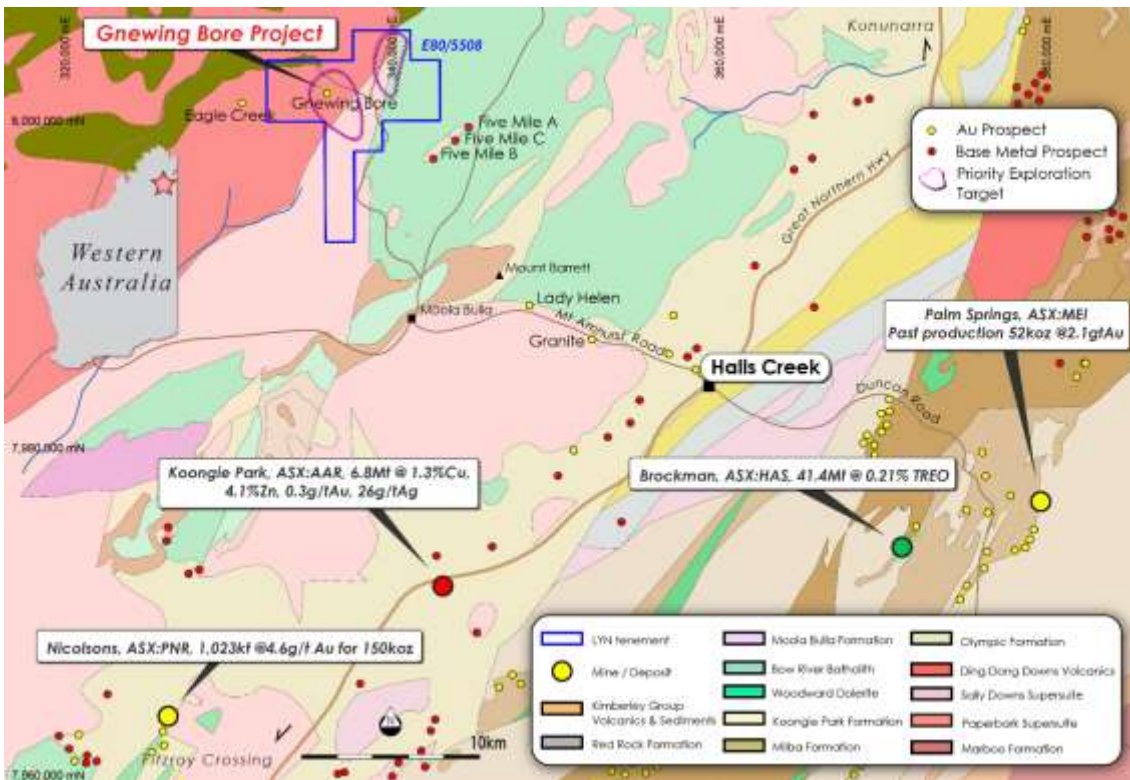 Gnewing Bore Project
320,000 mE
340,000 mE
360,000 mE
380,000 mE
E80/5508
Kununarra
8,000,000 mN
Eagle Creek
Gnewing Bore
Five Mile A
Five Mile C
Five Mile B
Au Prospect
Base Metal Prospect
Priority Exploration
Target
Great Northern Hwy
Western
Australia
Mount Barrett
Moola Bulla
Lady Helen
Mt Amhurst Road
Granite
Halls Creek
Duncan Road
Palm Springs, ASX:MEI
Past production 52koz @2.1gtAu
7,980,000 mN
Koongie Park, ASX:AAR, 6.8Mt @ 1.3%Cu,
4.1%Zn, 0.3g/tAu, 26g/tAg
Brockman, ASX:HAS, 41.4Mt @ 0.21% TREO
Nicolsons, ASX:PNR, 1,023kt @4.6g/t Au for 150koz
Fitzroy Crossing
10km
7,960,000 mN
LYN tenement
Mine / Deposit
Kimberley Group
Volcanics & Sediments
Red Rock Formation
Moola Bulla Formation
Bow River Batholith
Woodward Dolerite
Koongie Park Formation
Milba Formation
Olympic Formation
Ding Dong Downs Volcanics
Sally Downs Supersuite
Paperbark Supersuite
Marboo Formation